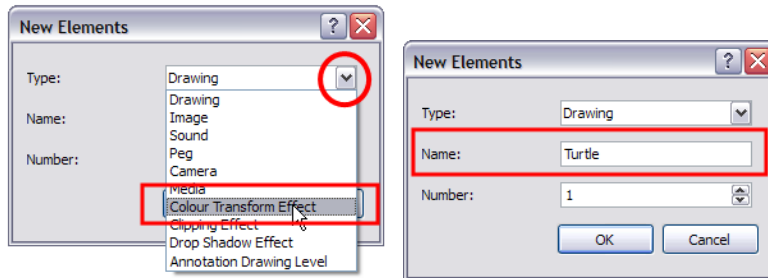 New Elements
?
X
Type:
Drawing
Drawing
Image
Sound
Peg
Camera
Media
Colour Transform Effect
Clipping Effect
Drop Shadow Effect
Annotation Drawing Level
Name:
Number:
New Elements
?
X
Type:
Drawing
Name:
Turtle
Number:
1
OK
Cancel